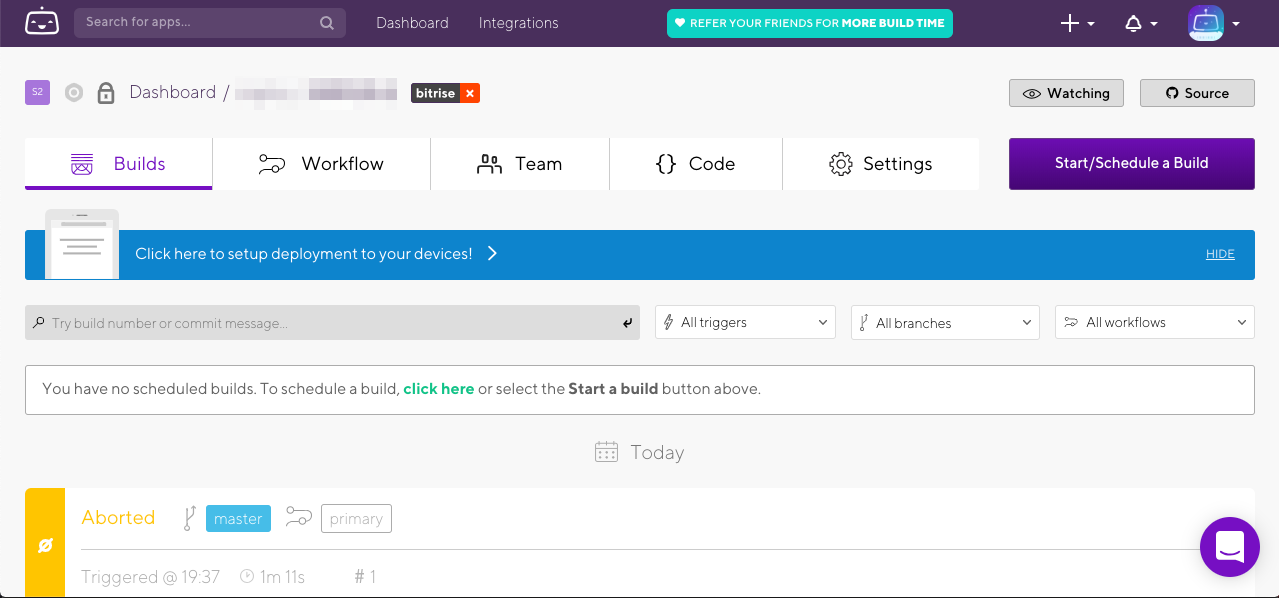 Search for apps...
Dashboard
Integrations
REFER YOUR FRIENDS FOR MORE BUILD TIME
S2
Dashboard /
bitrise ×
Watching
Source
Builds
Workflow
Team
{} Code
Settings
Start/Schedule a Build
Click here to setup deployment to your devices!
HIDE
Try build number or commit message...
All triggers
All branches
All workflows
You have no scheduled builds. To schedule a build, click here or select the Start a build button above.
Today
Aborted
master
primary
Triggered @ 19:37
1m 11s
# 1